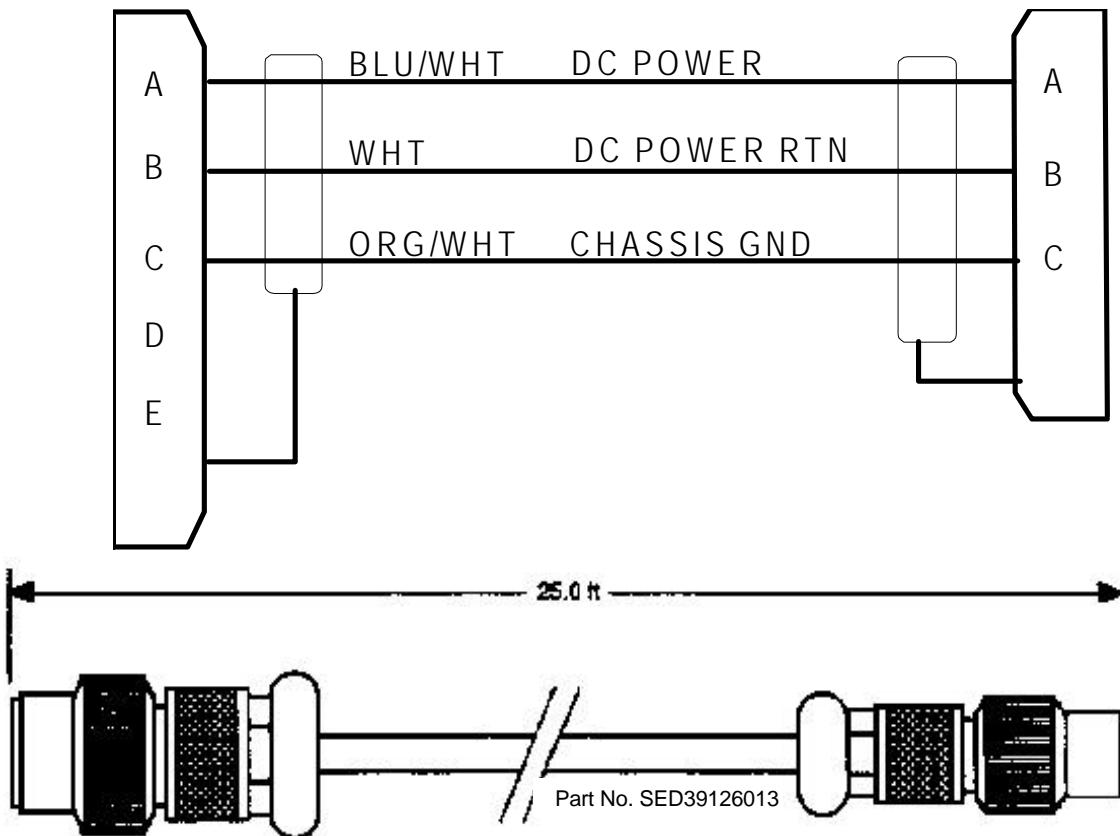 A BLU/WHT DC POWER A
B WHT DC POWER RTN B
C ORG/WHT CHASSIS GND C
D
E
25.0 ft
Part No. SED39126013